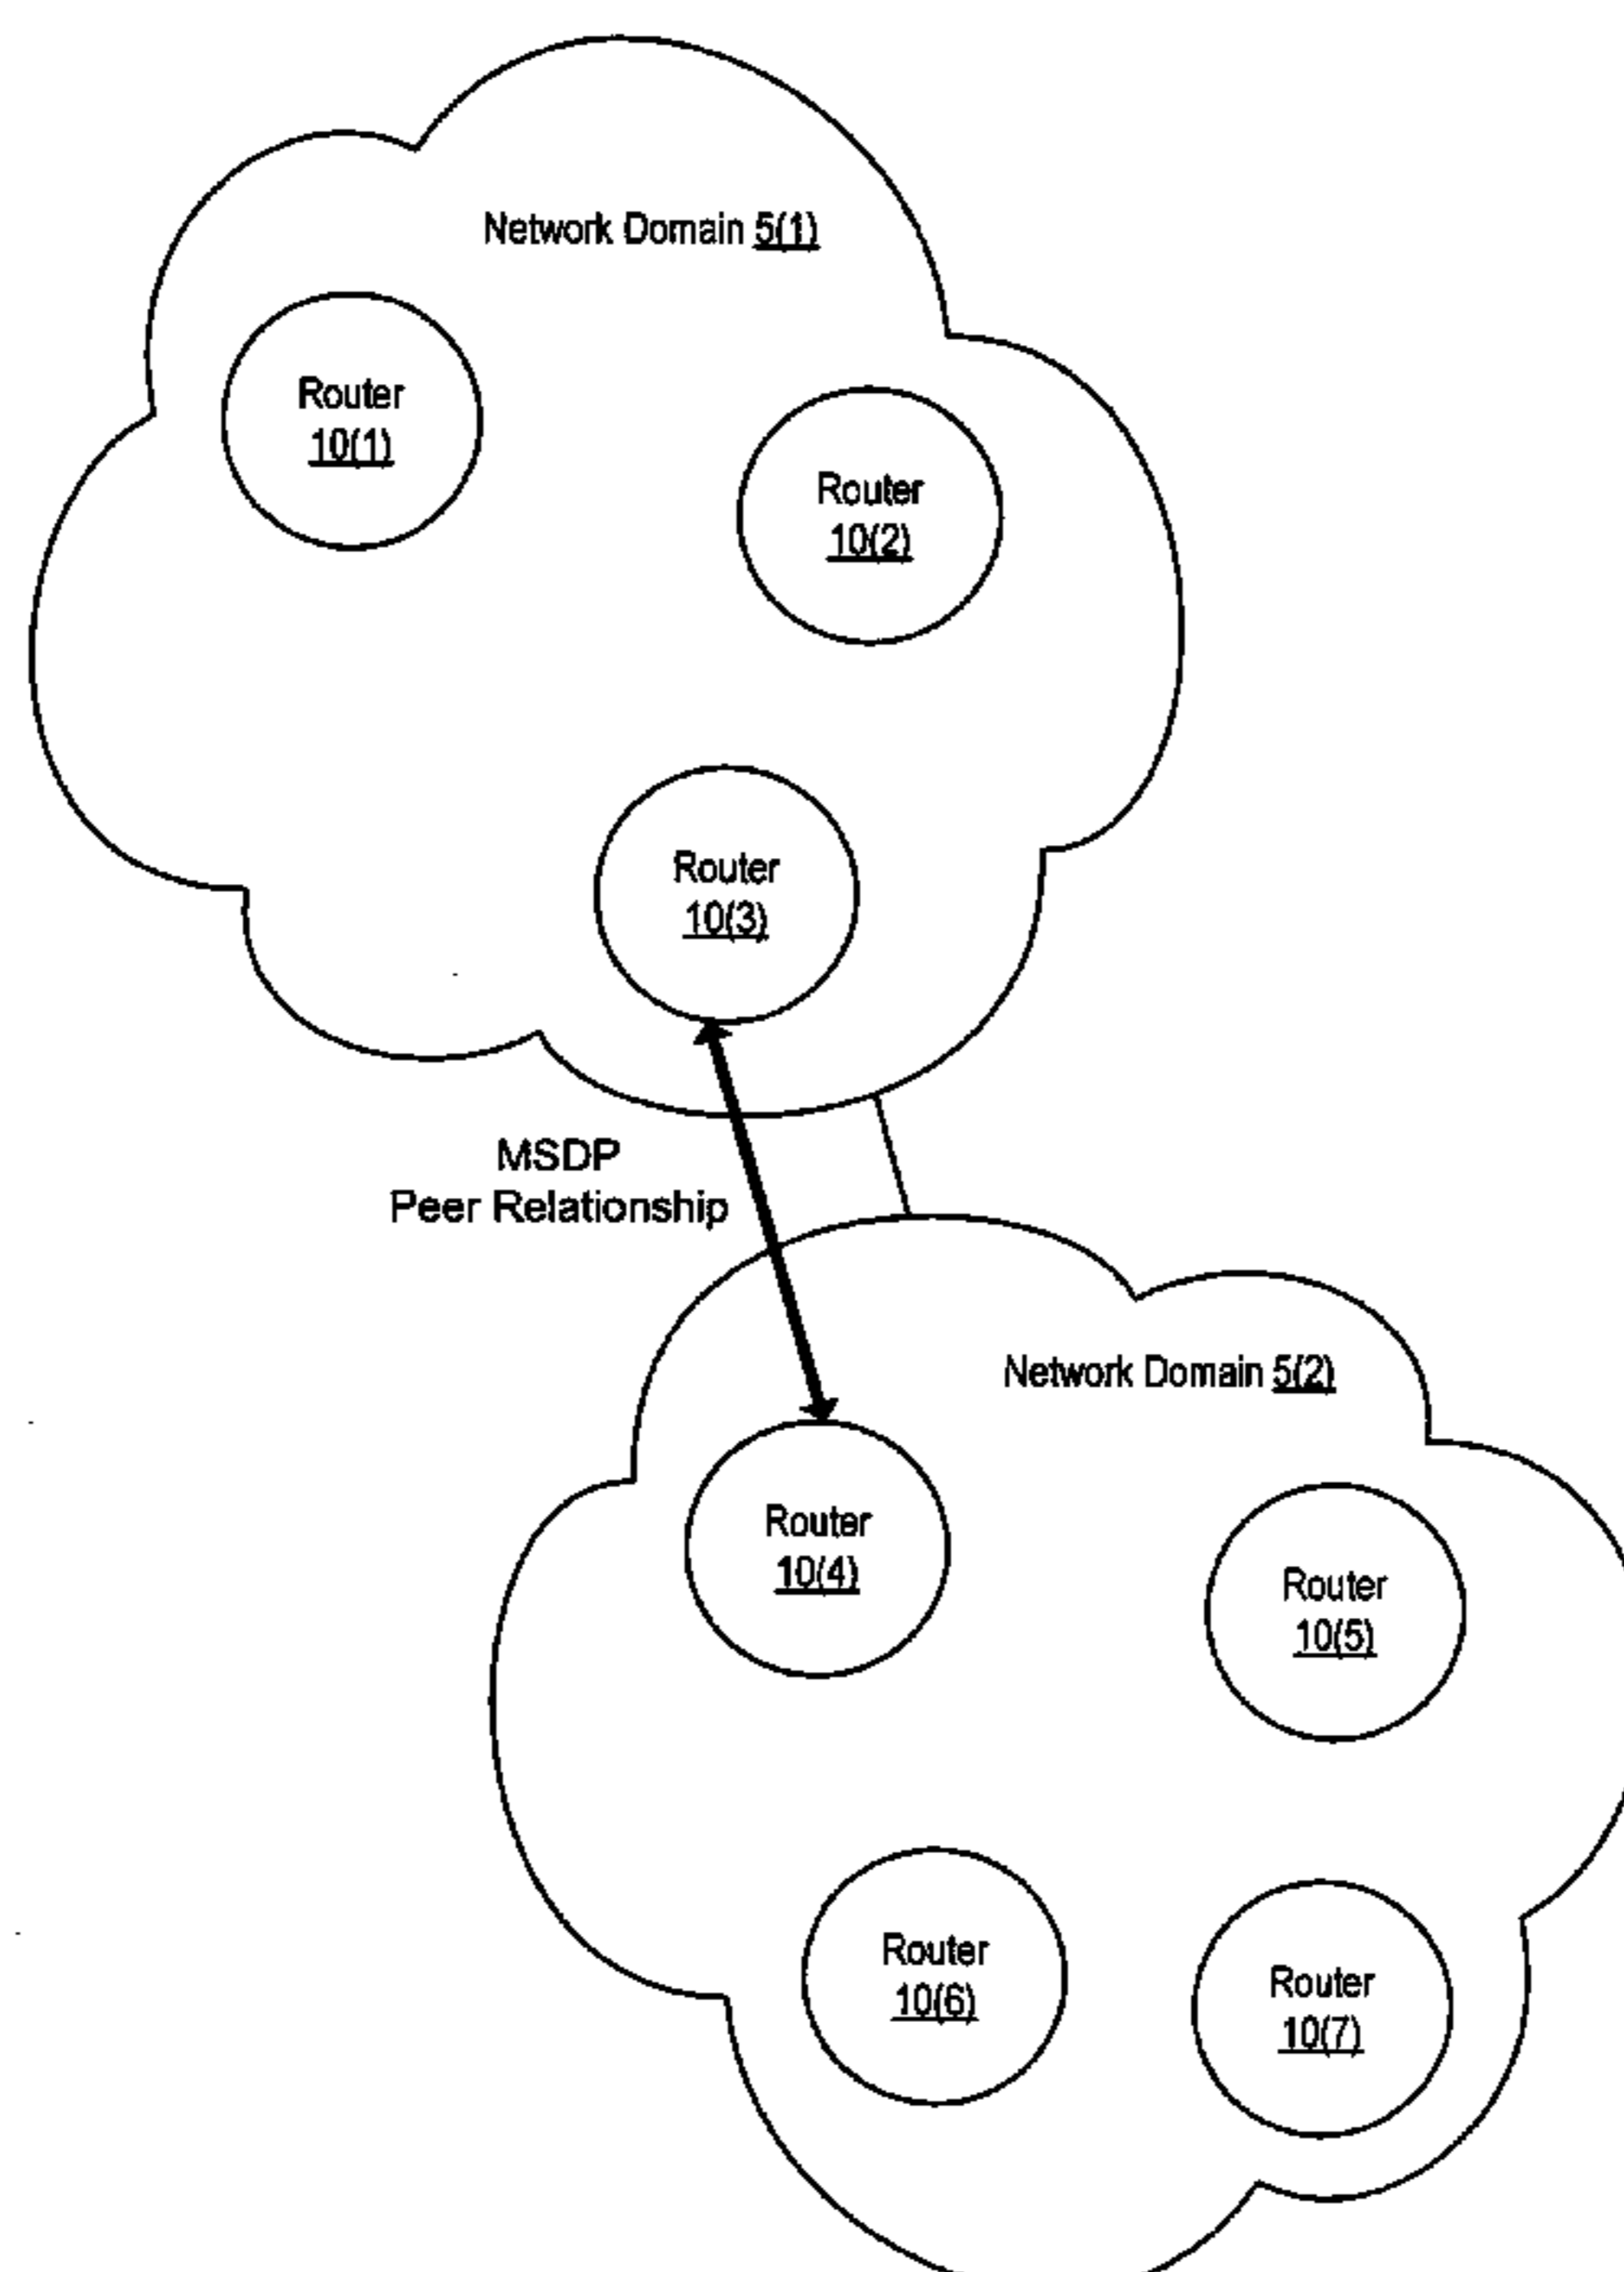 Network Domain 5(1)
Router
10(1)
Router
10(2)
Router
10(3)
MSDP
Peer Relationship
Network Domain 5(2)
Router
10(4)
Router
10(5)
Router
10(6)
Router
10(7)